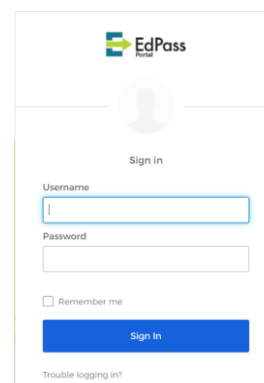 EdPass
Portal
Sign in
Username
Password
Remember me
Sign In
Trouble logging in?